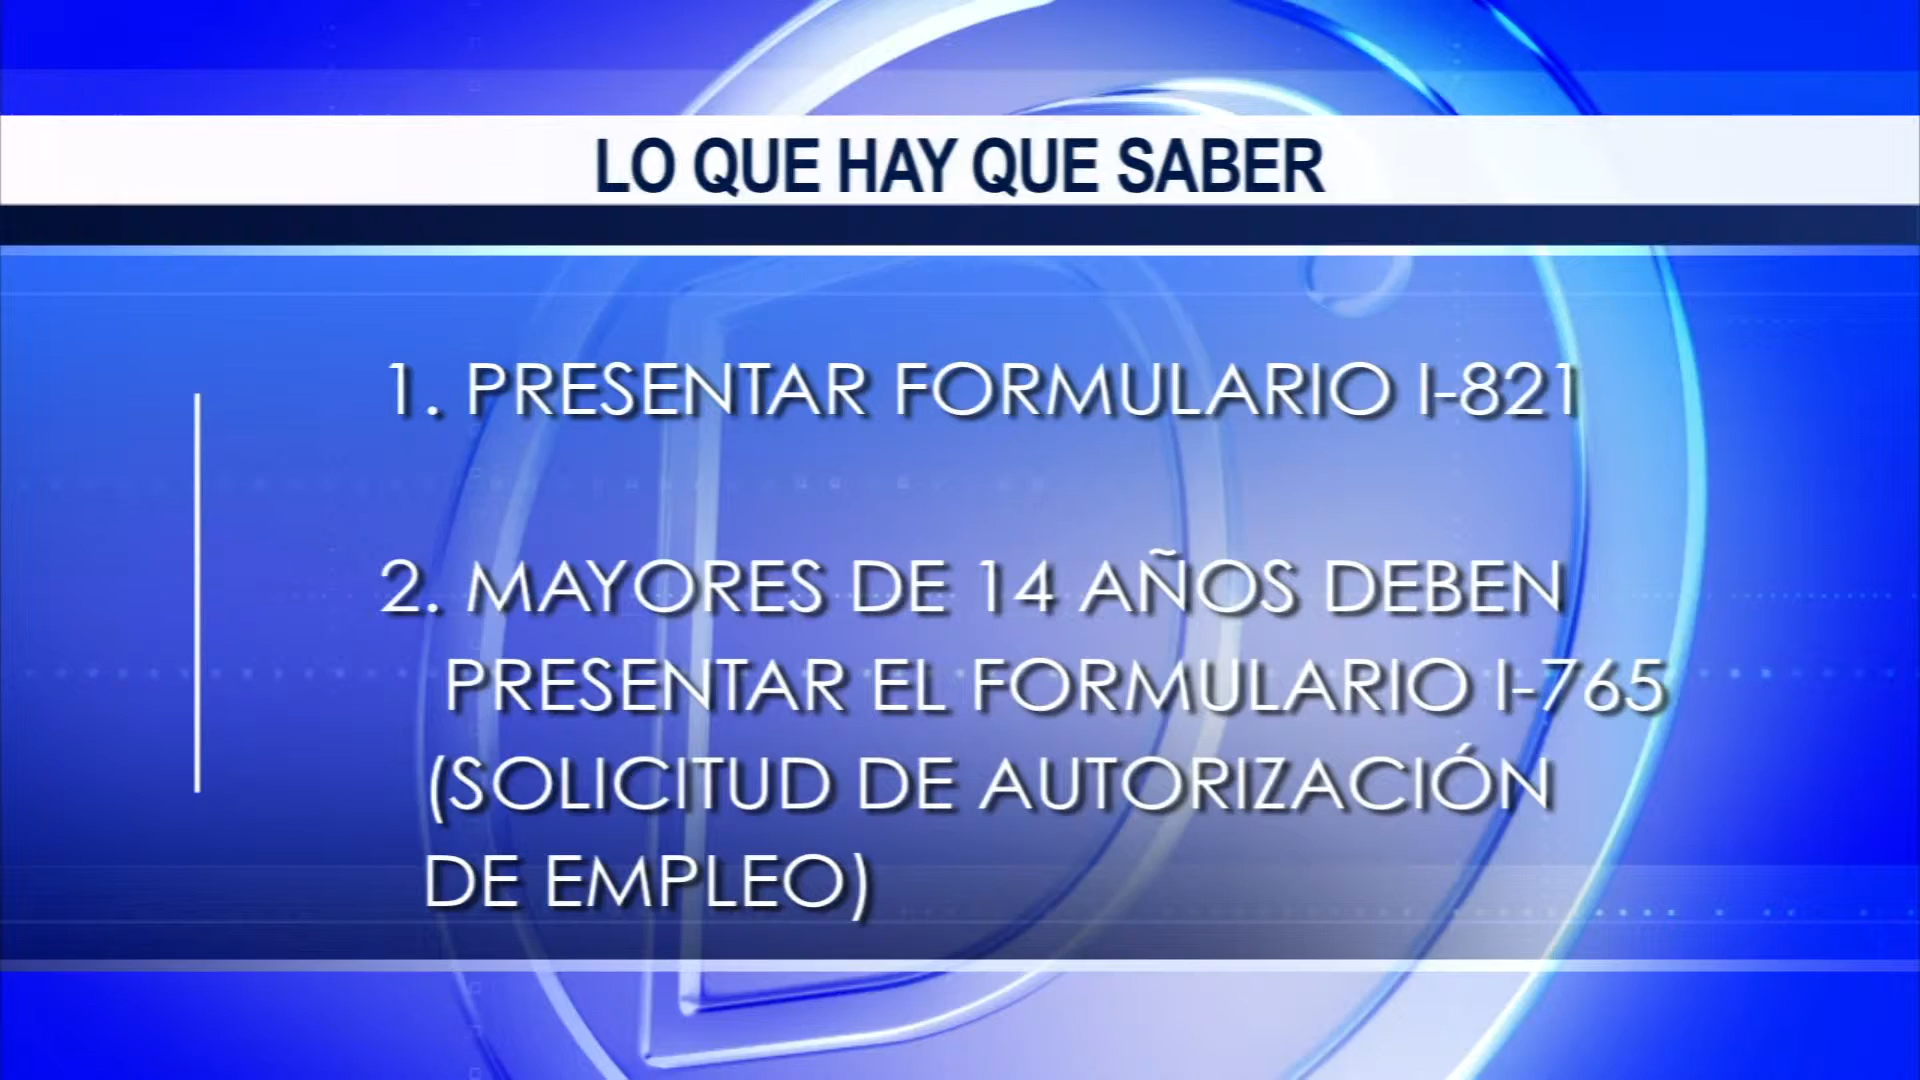 LO QUE HAY QUE SABER
1. PRESENTAR FORMULARIO I-821
2. MAYORES DE 14 AÑOS DEBEN
PRESENTAR EL FORMULARIO I-765
(SOLICITUD DE AUTORIZACIÓN
DE EMPLEO)